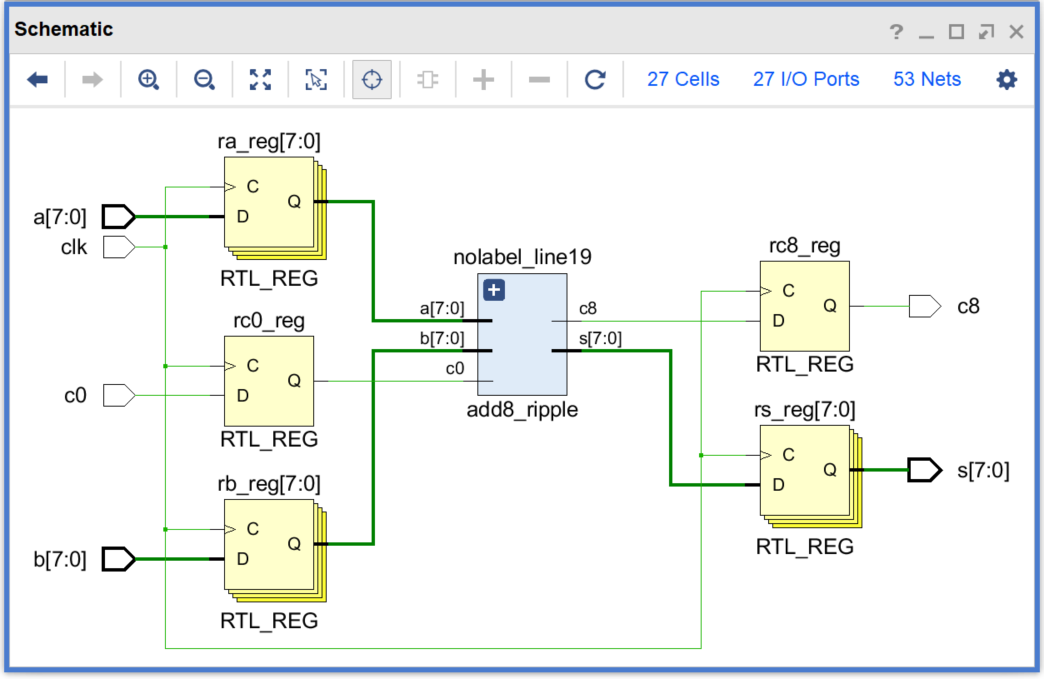 Schematic
27 Cells 27 I/O Ports 53 Nets
ra_reg[7:0]
C
Q
a[7:0]
D
clk
RTL_REG
rc0_reg
C
Q
c0
D
RTL_REG
rb_reg[7:0]
C
Q
b[7:0]
D
RTL_REG
nolabel_line19
a[7:0]
c8
b[7:0]
s[7:0]
c0
add8_ripple
rc8_reg
C
Q
c8
D
RTL_REG
rs_reg[7:0]
C
Q
s[7:0]
D
RTL_REG